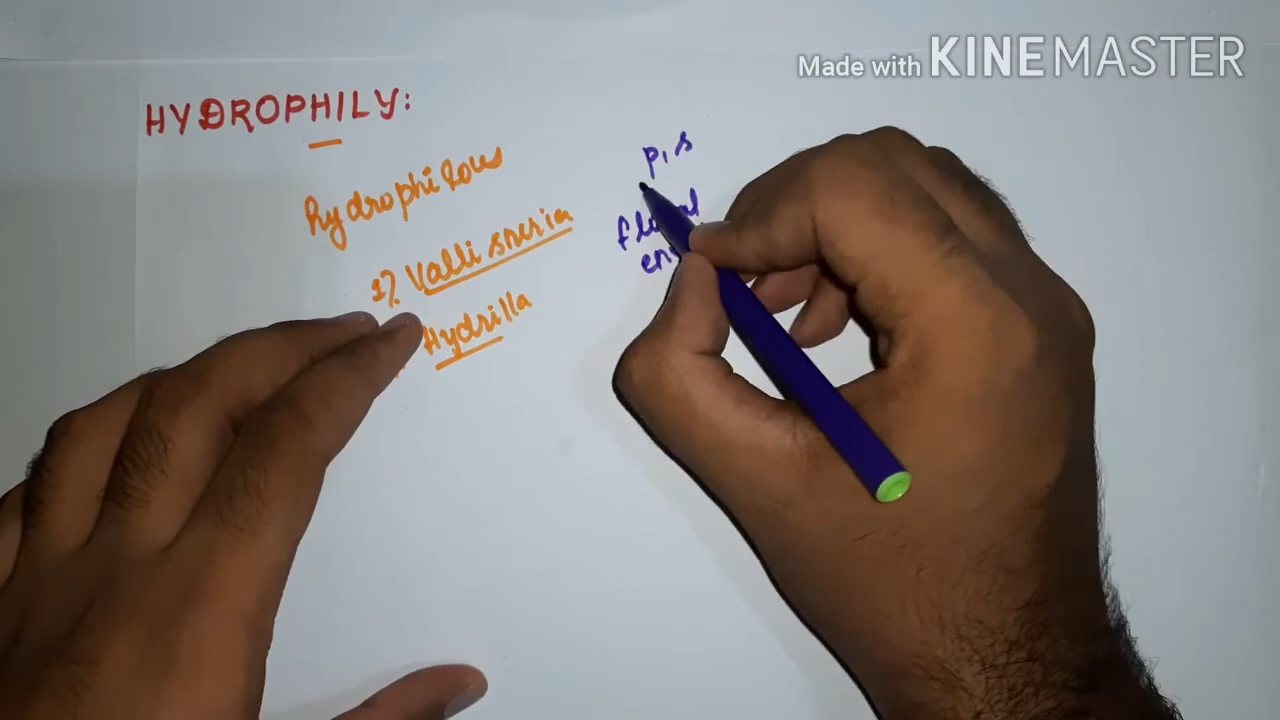 Made with KINEMASTER
HYDROPHILY:
hydrophilous
1). Vallisneria
Hydrilla
p, s